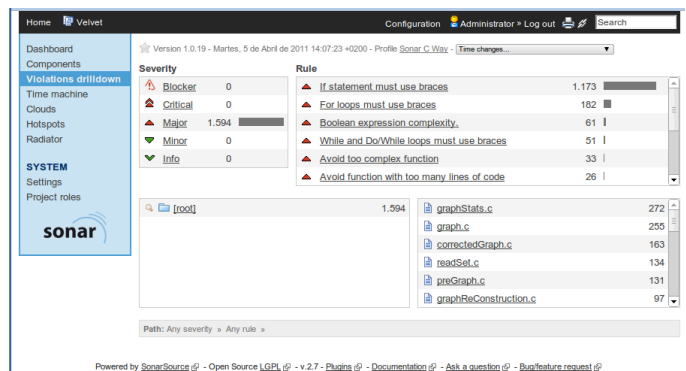 Home Velvet Configuration Administrator » Log out Search
Dashboard
Components
Violations drilldown
Time machine
Clouds
Hotspots
Radiator
SYSTEM
Settings
Project roles
sonar
Version 1.0.19 - Martes, 5 de Abril de 2011 14:07:23 +0200 - Profile Sonar C Way - Time changes...
Severity
Blocker 0
Critical 0
Major 1.594
Minor 0
Info 0
Rule
If statement must use braces 1.173
For loops must use braces 182
Boolean expression complexity. 61
While and Do/While loops must use braces 51
Avoid too complex function 33
Avoid function with too many lines of code 26
[root] 1.594
graphStats.c 272
graph.c 255
correctedGraph.c 163
readSet.c 134
preGraph.c 131
graphReConstruction.c 97
Path: Any severity » Any rule »
Powered by SonarSource - Open Source LGPL - v.2.7 - Plugins - Documentation - Ask a question - Bug/feature request